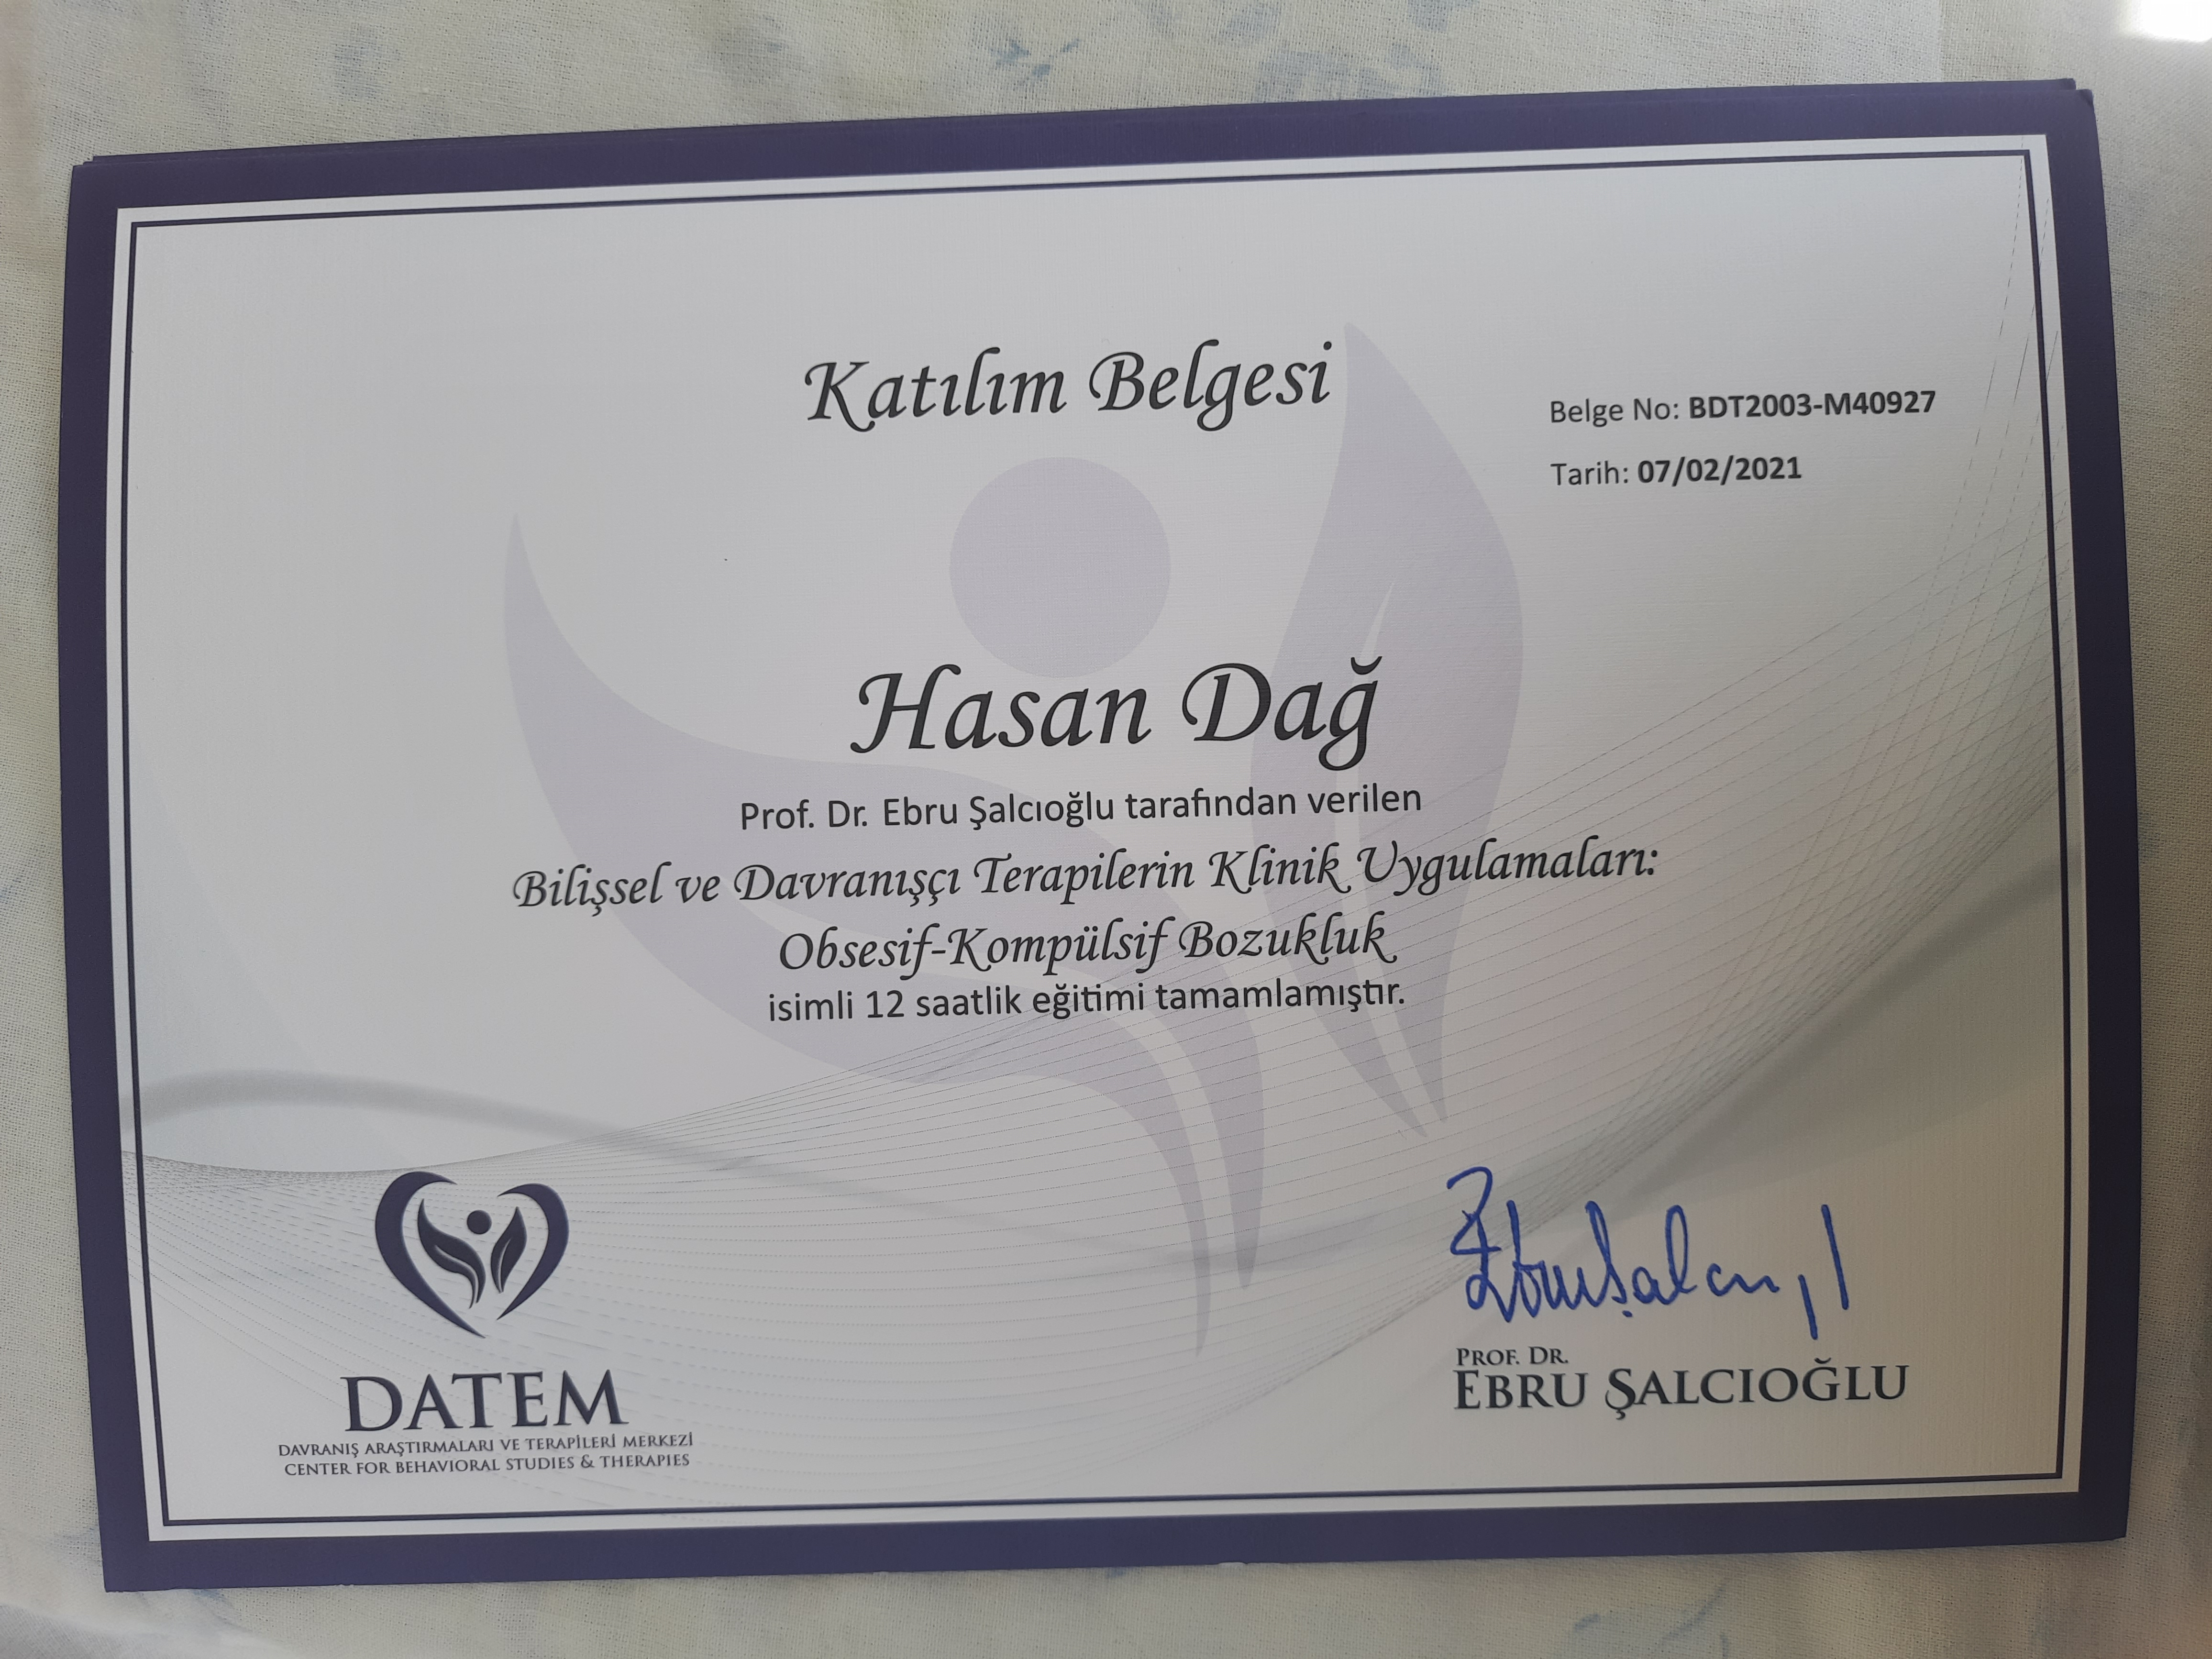 Katılım Belgesi
Belge No: BDT2003-M40927
Tarih: 07/02/2021
Hasan Dağ
Prof. Dr. Ebru Şalcıoğlu tarafından verilen
Bilişsel ve Davranışçı Terapilerin Klinik Uygulamaları:
Obsesif-Kompülsif Bozukluk
isimli 12 saatlik eğitimi tamamlamıştır.
DATEM
DAVRANIŞ ARAŞTIRMALARI VE TERAPİLERİ MERKEZİ
CENTER FOR BEHAVIORAL STUDIES & THERAPIES
PROF. DR.
EBRU ŞALCIOĞLU